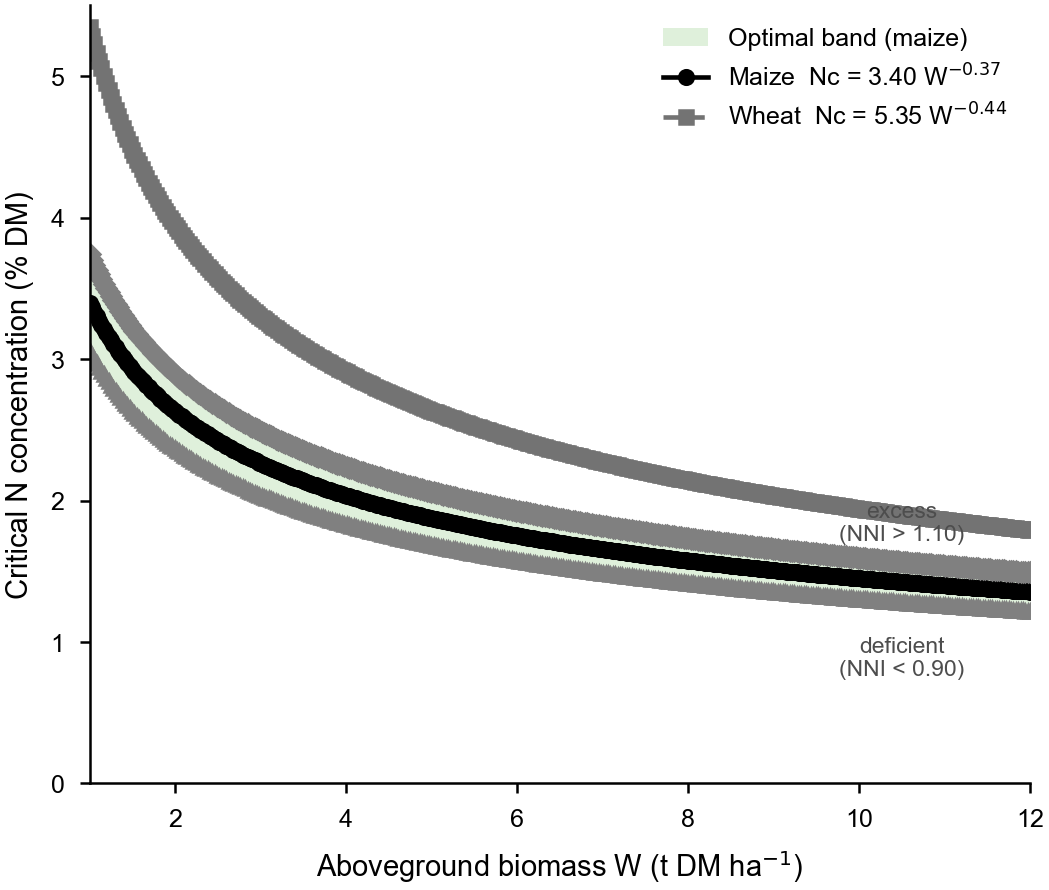 Optimal band (maize)
Maize Nc = 3.40 W⁻⁰·³⁷
Wheat Nc = 5.35 W⁻⁰·⁴⁴
Critical N concentration (% DM)
5
4
3
2
1
0
excess
(NNI > 1.10)
deficient
(NNI < 0.90)
2 4 6 8 10 12
Aboveground biomass W (t DM ha⁻¹)